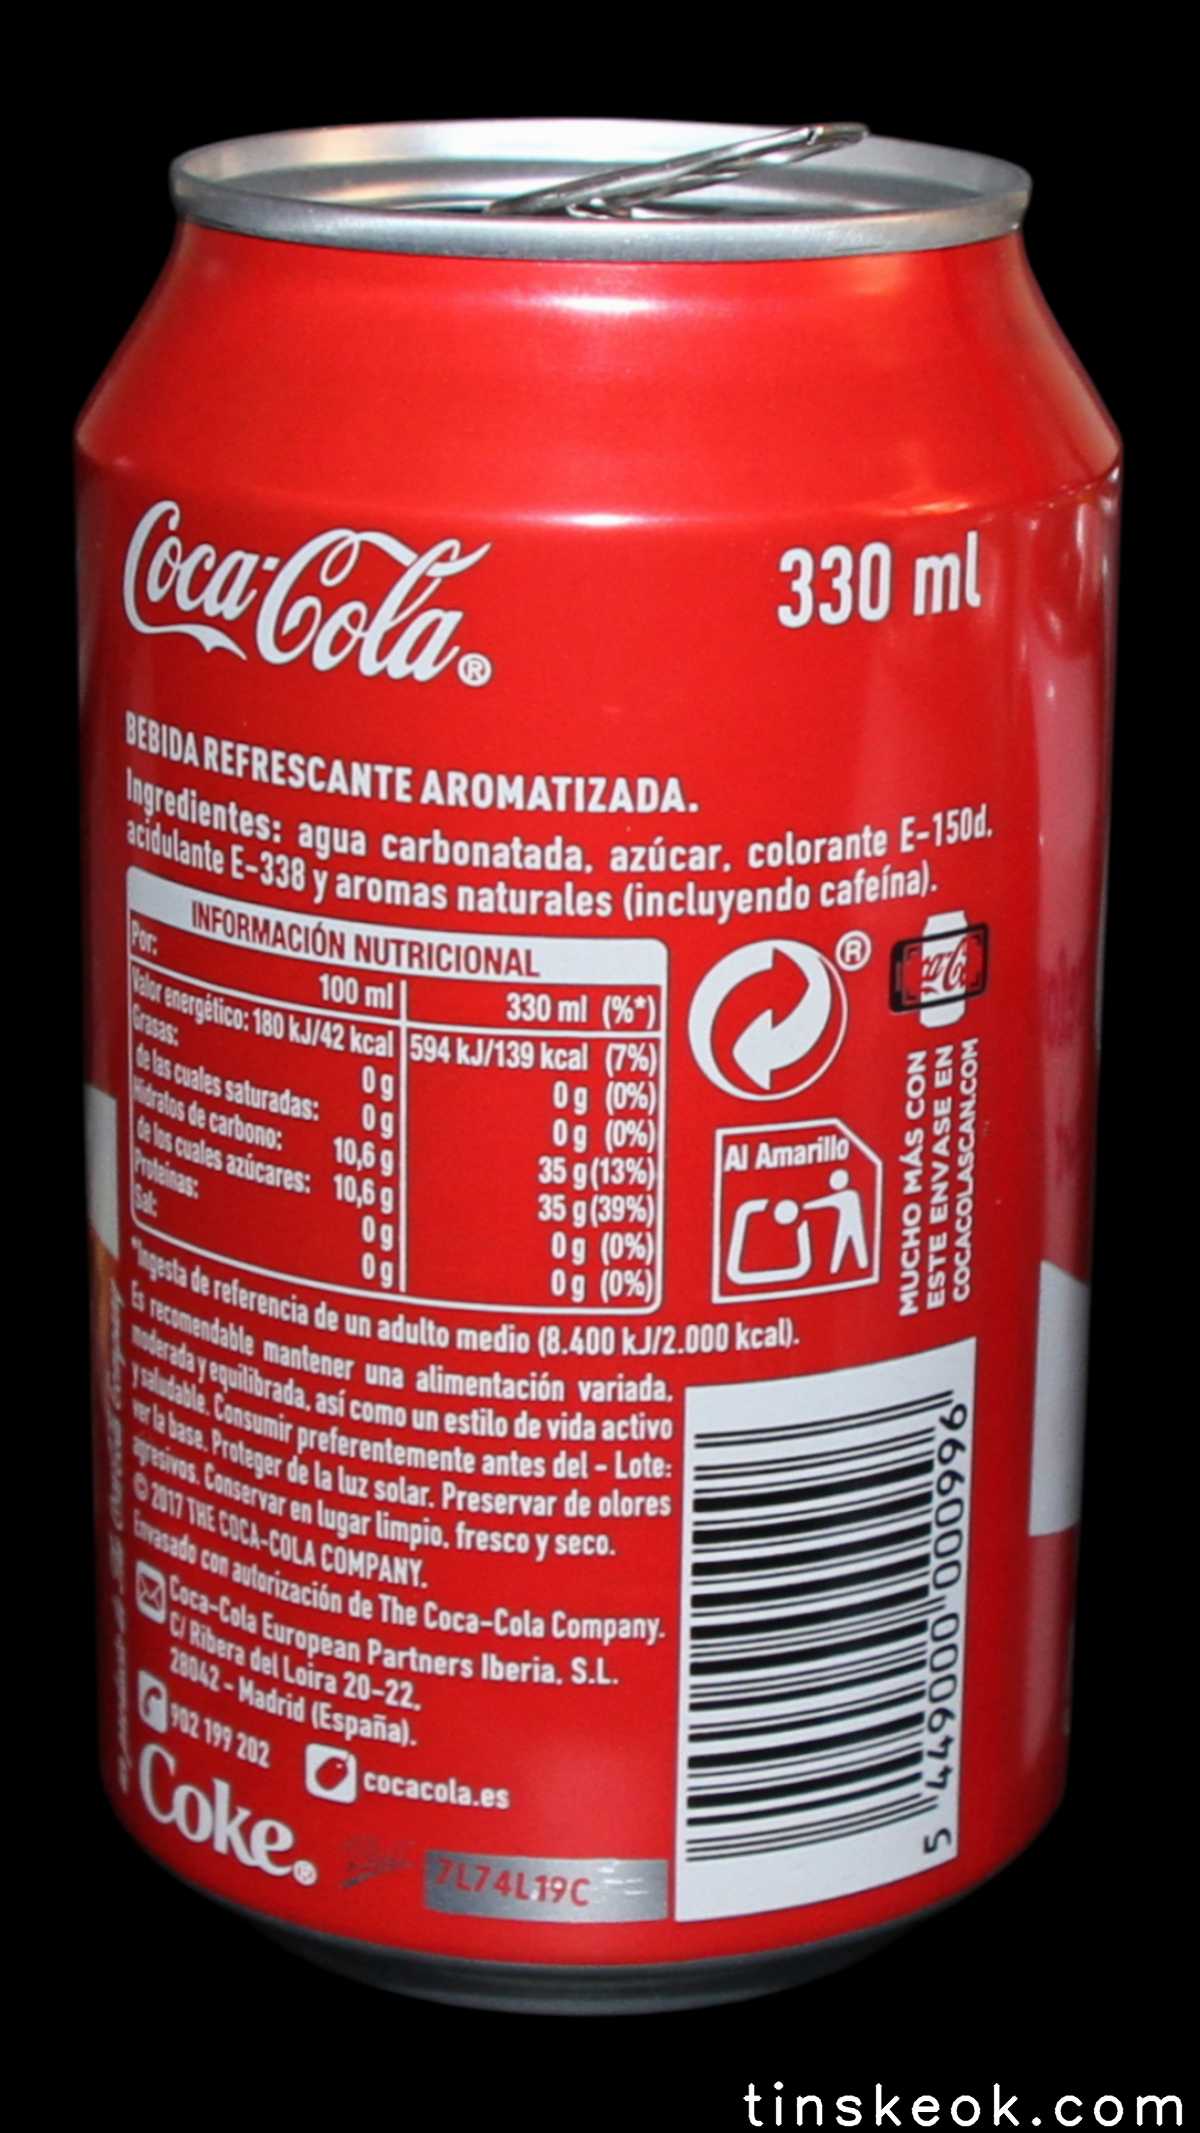 Coca-Cola®
330 ml
BEBIDA REFRESCANTE AROMATIZADA.
Ingredientes: agua carbonatada, azúcar, colorante E-150d,
acidulante E-338 y aromas naturales (incluyendo cafeína).
INFORMACIÓN NUTRICIONAL
Por: 100 ml 330 ml (%*)
Valor energético: 180 kJ/42 kcal 594 kJ/139 kcal (7%)
Grasas: 0 g 0 g (0%)
de las cuales saturadas: 0 g 0 g (0%)
Hidratos de carbono: 10,6 g 35 g (13%)
de los cuales azúcares: 10,6 g 35 g (39%)
Proteínas: 0 g 0 g (0%)
Sal: 0 g 0 g (0%)
*Ingesta de referencia de un adulto medio (8.400 kJ/2.000 kcal).
®
Al Amarillo
MUCHO MÁS CON
ESTE ENVASE EN
COCACOLASCAN.COM
Es recomendable mantener una alimentación variada,
moderada y equilibrada, así como un estilo de vida activo
y saludable. Consumir preferentemente antes del - Lote:
ver la base. Proteger de la luz solar. Preservar de olores
agresivos. Conservar en lugar limpio, fresco y seco.
© 2017 THE COCA-COLA COMPANY.
Envasado con autorización de The Coca-Cola Company.
Coca-Cola European Partners Iberia, S.L.
C/ Ribera del Loira 20-22.
28042 - Madrid (España).
902 199 202
cocacola.es
Coke®
7L74L19C
5 449000 000996
tinskeok.com